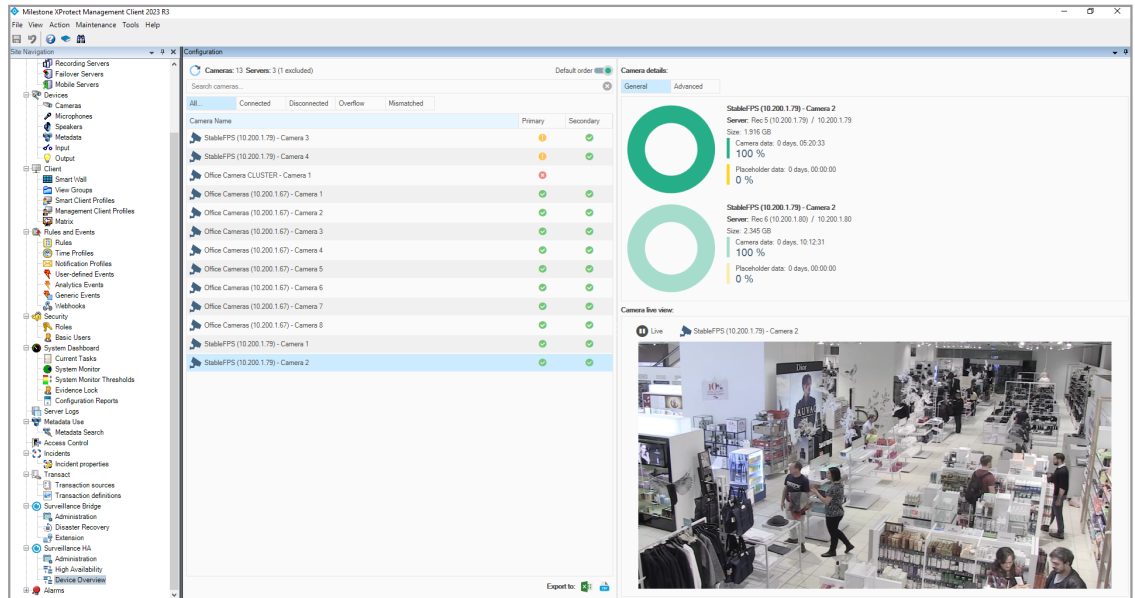 Milestone XProtect Management Client 2023 R3
File View Action Maintenance Tools Help
Site Navigation
Recording Servers
Failover Servers
Mobile Servers
Devices
Cameras
Microphones
Speakers
Metadata
Input
Output
Client
Smart Wall
View Groups
Smart Client Profiles
Management Client Profiles
Matrix
Rules and Events
Rules
Time Profiles
Notification Profiles
User-defined Events
Analytics Events
Generic Events
Webhooks
Security
Roles
Basic Users
System Dashboard
Current Tasks
System Monitor
System Monitor Thresholds
Evidence Lock
Configuration Reports
Server Logs
Metadata Use
Metadata Search
Access Control
Incidents
Incident properties
Transact
Transaction sources
Transaction definitions
Surveillance Bridge
Administration
Disaster Recovery
Extension
Surveillance HA
Administration
High Availability
Device Overview
Alarms
Configuration
Cameras: 13 Servers: 3 (1 excluded) Default order
Search cameras...
All... Connected Disconnected Overflow Mismatched
Camera Name Primary Secondary
StableFPS (10.200.1.79) - Camera 3
StableFPS (10.200.1.79) - Camera 4
Office Camera CLUSTER - Camera 1
Office Cameras (10.200.1.67) - Camera 1
Office Cameras (10.200.1.67) - Camera 2
Office Cameras (10.200.1.67) - Camera 3
Office Cameras (10.200.1.67) - Camera 4
Office Cameras (10.200.1.67) - Camera 5
Office Cameras (10.200.1.67) - Camera 6
Office Cameras (10.200.1.67) - Camera 7
Office Cameras (10.200.1.67) - Camera 8
StableFPS (10.200.1.79) - Camera 1
StableFPS (10.200.1.79) - Camera 2
Export to:
Camera details:
General Advanced
StableFPS (10.200.1.79) - Camera 2
Server: Rec 5 (10.200.1.79) / 10.200.1.79
Size: 1.916 GB
Camera data: 0 days, 05:20:33
100 %
Placeholder data: 0 days, 00:00:00
0 %
StableFPS (10.200.1.79) - Camera 2
Server: Rec 6 (10.200.1.80) / 10.200.1.80
Size: 2.345 GB
Camera data: 0 days, 10:12:31
100 %
Placeholder data: 0 days, 00:00:00
0 %
Camera live view:
Live StableFPS (10.200.1.79) - Camera 2
Dior
SAUVAGE